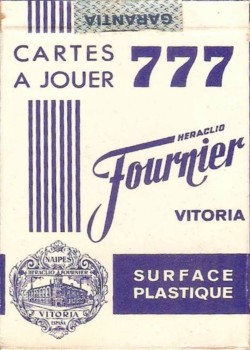 GARANTIA
CARTES
A JOUER
777
HERACLIO
Fournier
VITORIA
NAIPES
HERACLIO FOURNIER
VITORIA
ESPAÑA
SURFACE
PLASTIQUE